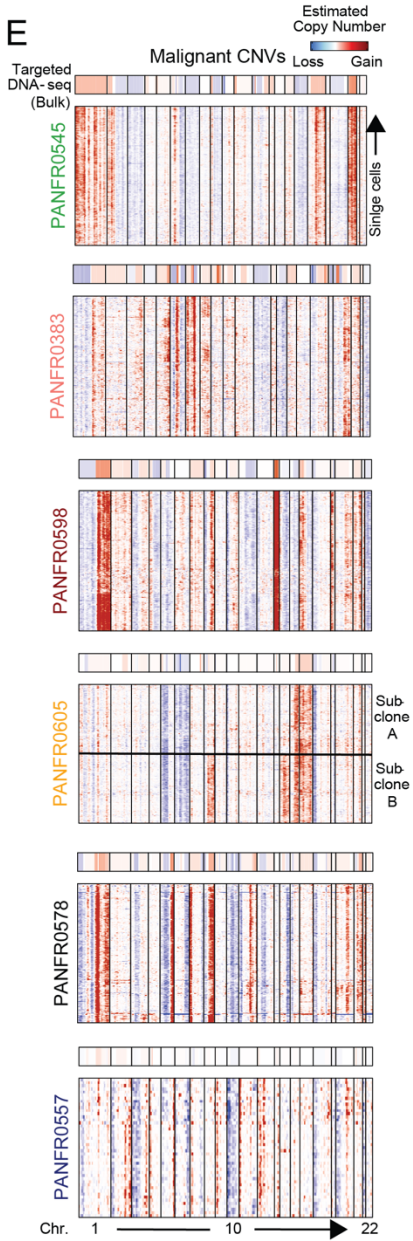 E
Estimated
Copy Number
Malignant CNVs
Loss Gain
Targeted
DNA-seq
(Bulk)
PANFR0545
Sinlge cells
PANFR0383
PANFR0598
PANFR0605
Sub-
clone
A
Sub-
clone
B
PANFR0578
PANFR0557
Chr. 1 10 22